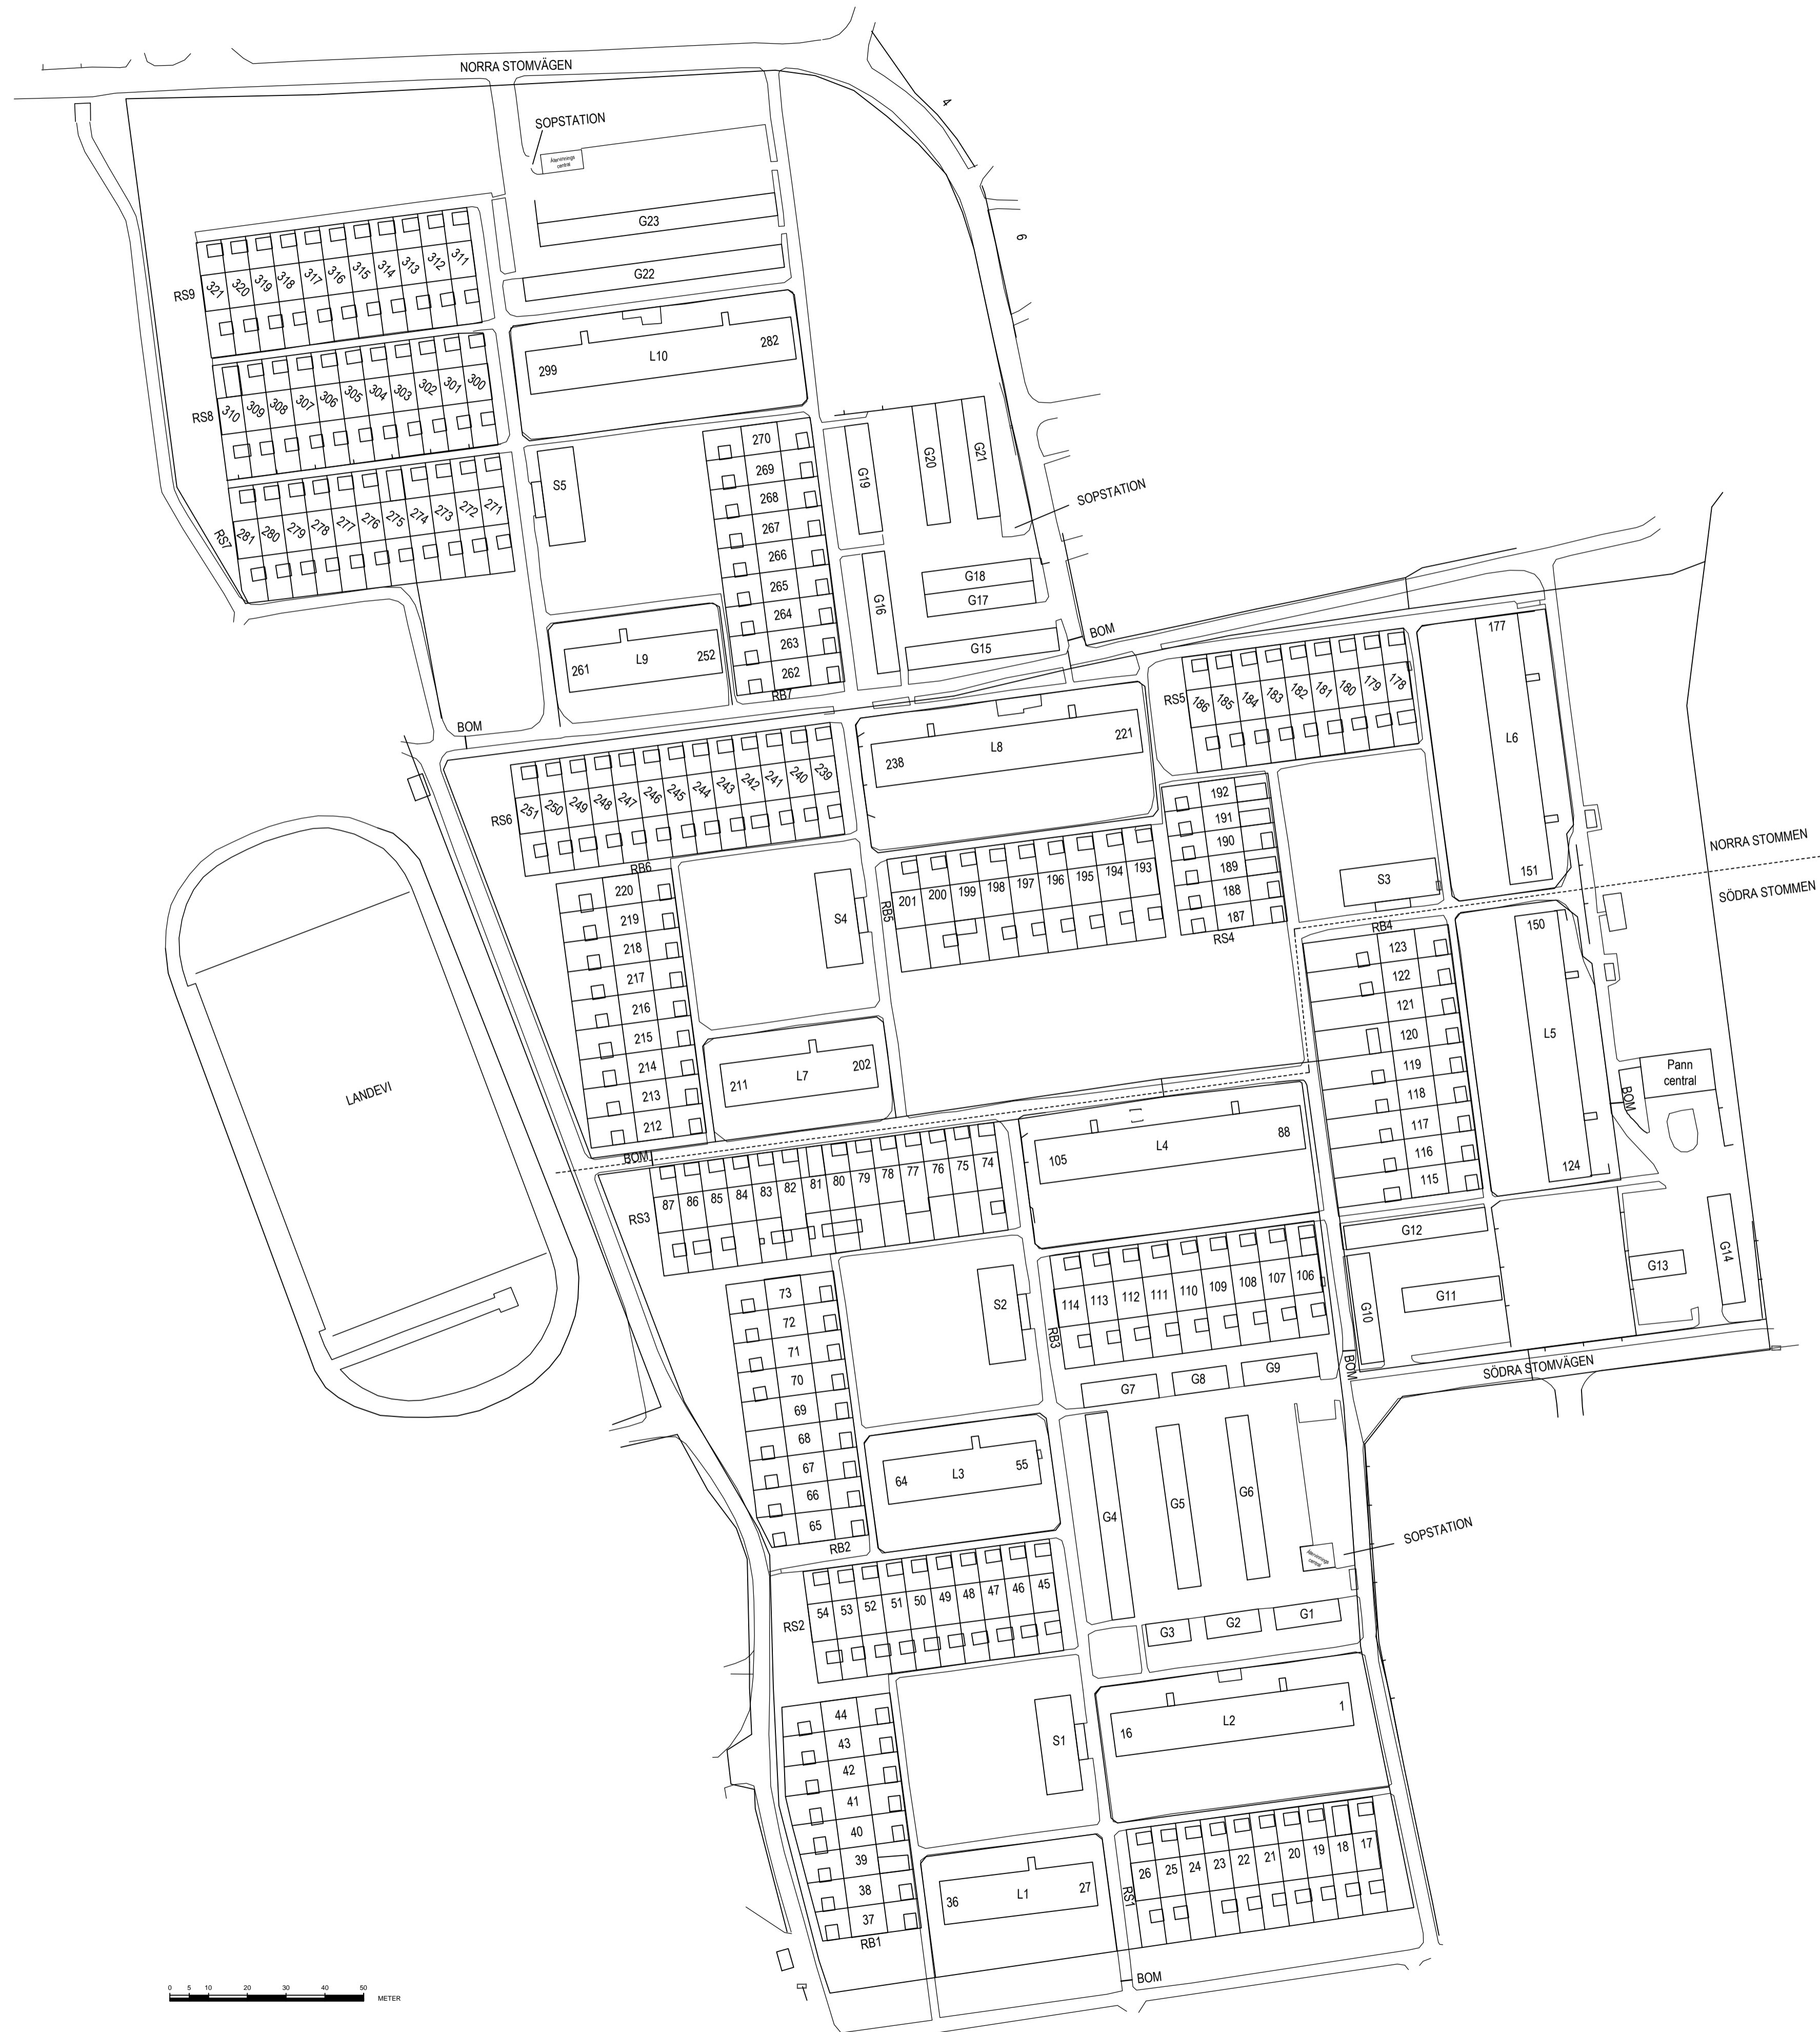 NORRA STOMVÄGEN
4
SOPSTATION
Återvinnings
central
G23
6
G22
RS9
321 320 319 318 317 316 315 314 313 312 311
L10
299
282
RS8
310 309 308 307 306 305 304 303 302 301 300
270
269
268
267
266
265
264
263
262
RB7
S5
G19
G20
G21
SOPSTATION
RS7
281 280 279 278 277 276 275 274 273 272 271
G16
G18
G17
G15
BOM
261
L9
252
BOM
RS5
186 185 184 183 182 181 180 179 178
177
L6
151
238
L8
221
RS6
251 250 249 248 247 246 245 244 243 242 241 240 239
RB6
192
191
190
189
188
187
RS4
S3
NORRA STOMMEN
SÖDRA STOMMEN
220
219
218
217
216
215
214
213
212
S4
RB5
201 200 199 198 197 196 195 194 193
RB4
123
122
121
120
119
118
117
116
115
150
L5
124
211
L7
202
LANDEVI
Pann
central
BOM
BOM
105
L4
88
RS3
87 86 85 84 83 82 81 80 79 78 77 76 75 74
G12
G10
G11
G13
G14
73
72
71
70
69
68
67
66
65
RB2
S2
RB3
114 113 112 111 110 109 108 107 106
G7
G8
G9
BOM
SÖDRA STOMVÄGEN
64
L3
55
G4
G5
G6
SOPSTATION
Återvinnings
central
RS2
54 53 52 51 50 49 48 47 46 45
G3
G2
G1
44
43
42
41
40
39
38
37
RB1
S1
16
L2
1
36
L1
27
RS1
26 25 24 23 22 21 20 19 18 17
BOM
0 5 10 20 30 40 50
METER